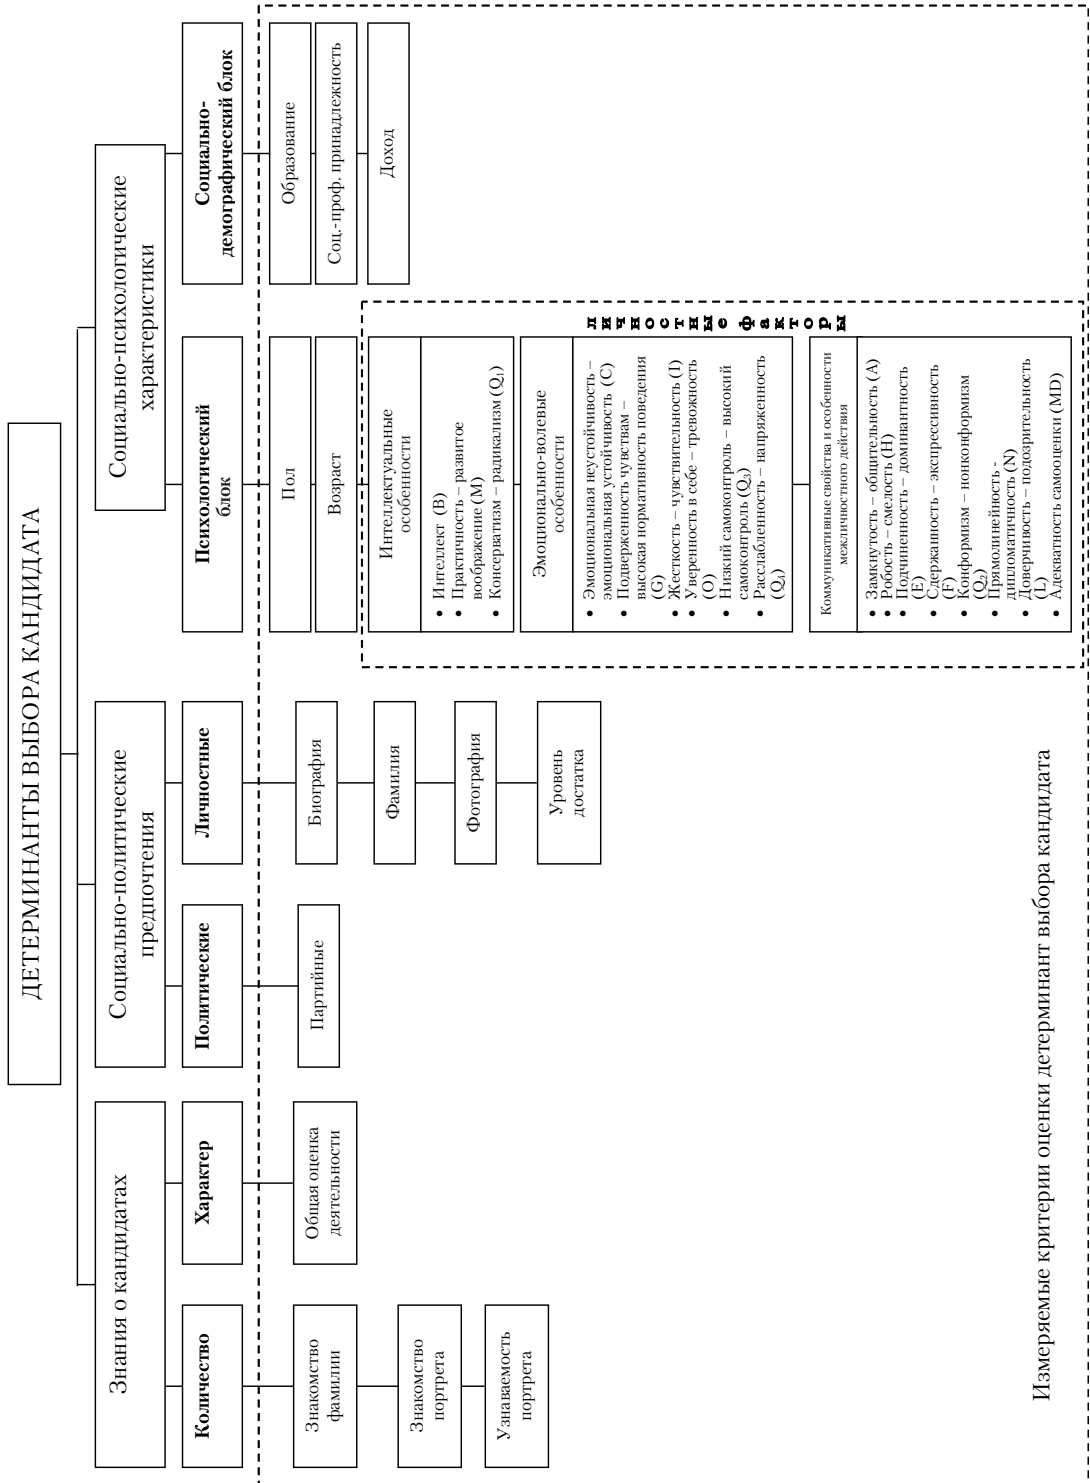 ДЕТЕРМИНАНТЫ ВЫБОРА КАНДИДАТА
Знания о кандидатах
Количество
Знакомство
фамилии
Знакомство
портрета
Узнаваемость
портрета
Характер
Общая оценка
деятельности
Социально-политические
предпочтения
Политические
Партийные
Личностные
Биография
Фамилия
Фотография
Уровень
достатка
Социально-психологические
характеристики
Психологический
блок
Пол
Возраст
Интеллектуальные
особенности
• Интеллект (B)
• Практичность – развитое
воображение (M)
• Консерватизм – радикализм (Q₁)
Эмоционально-волевые
особенности
• Эмоциональная неустойчивость –
эмоциональная устойчивость (C)
• Подверженность чувствам –
высокая нормативность поведения
(G)
• Жесткость – чувствительность (I)
• Уверенность в себе – тревожность
(O)
• Низкий самоконтроль – высокий
самоконтроль (Q₃)
• Расслабленность – напряженность
(Q₄)
Коммуникативные свойства и особенности
межличностного действия
• Замкнутость – общительность (A)
• Робость – смелость (H)
• Подчиненность – доминантность
(E)
• Сдержанность – экспрессивность
(F)
• Конформизм – нонконформизм
(Q₂)
• Прямолинейность -
дипломатичность (N)
• Доверчивость – подозрительность
(L)
• Адекватность самооценки (MD)
личностные факторы
Социально-
демографический блок
Образование
Соц.-проф. принадлежность
Доход
Измеряемые критерии оценки детерминант выбора кандидата